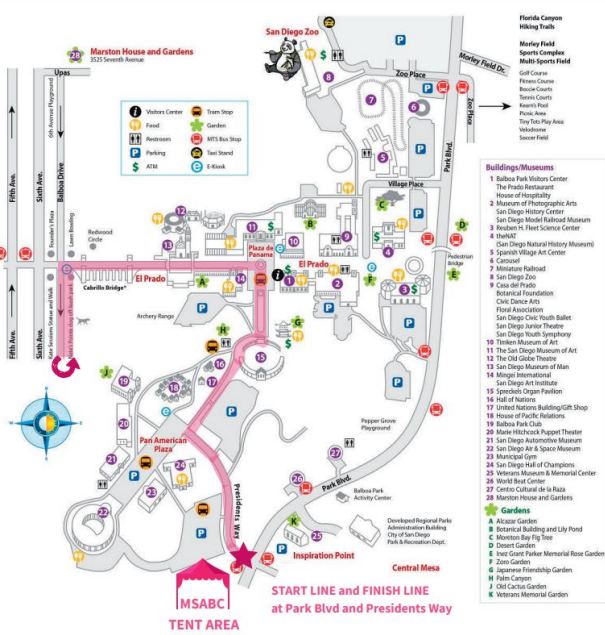 Florida Canyon
Hiking Trails
Morley Field
Sports Complex
Multi-Sports Field
Golf Course
Fitness Course
Boccie Courts
Tennis Courts
Kearn's Pool
Picnic Area
Tiny Tots Play Area
Velodrome
Soccer Field
San Diego Zoo
28
Marston House and Gardens
3525 Seventh Avenue
Upas
Zoo Place
Morley Field Dr.
Zoo Place
Park Blvd.
Village Place
Fifth Ave.
Sixth Ave.
6th Avenue Playground
Balboa Drive
Founder's Plaza
Lawn Bowling
Redwood
Circle
i Visitors Center
Food
Restroom
P Parking
$ ATM
Tram Stop
Garden
MTS Bus Stop
Taxi Stand
e E-Kiosk
Plaza de
Panama
El Prado
El Prado
Cabrillo Bridge*
Archery Range
Pedestrian
Bridge
Fifth Ave.
Sixth Ave.
Kate Sessions Statue and Walk
Pan American
Plaza
Presidents Way
Park Blvd.
Pepper Grove
Playground
Balboa Park
Activity Center
Developed Regional Parks
Administration Building
City of San Diego
Park & Recreation Dept.
Inspiration Point
Central Mesa
MSABC
TENT AREA
START LINE and FINISH LINE
at Park Blvd and Presidents Way
Buildings/Museums
1 Balboa Park Visitors Center
The Prado Restaurant
House of Hospitality
2 Museum of Photographic Arts
San Diego History Center
San Diego Model Railroad Museum
3 Reuben H. Fleet Science Center
4 theNAT
(San Diego Natural History Museum)
5 Spanish Village Art Center
6 Carousel
7 Miniature Railroad
8 San Diego Zoo
9 Casa del Prado
Botanical Foundation
Civic Dance Arts
Floral Association
San Diego Civic Youth Ballet
San Diego Junior Theatre
San Diego Youth Symphony
10 Timken Museum of Art
11 The San Diego Museum of Art
12 The Old Globe Theatre
13 San Diego Museum of Man
14 Mingei International
San Diego Art Institute
15 Spreckels Organ Pavilion
16 Hall of Nations
17 United Nations Building/Gift Shop
18 House of Pacific Relations
19 Balboa Park Club
20 Marie Hitchcock Puppet Theater
21 San Diego Automotive Museum
22 San Diego Air & Space Museum
23 Municipal Gym
24 San Diego Hall of Champions
25 Veterans Museum & Memorial Center
26 World Beat Center
27 Centro Cultural de la Raza
28 Marston House and Gardens
Gardens
A Alcazar Garden
B Botanical Building and Lily Pond
C Moreton Bay Fig Tree
D Desert Garden
E Inez Grant Parker Memorial Rose Garden
F Zoro Garden
G Japanese Friendship Garden
H Palm Canyon
J Old Cactus Garden
K Veterans Memorial Garden